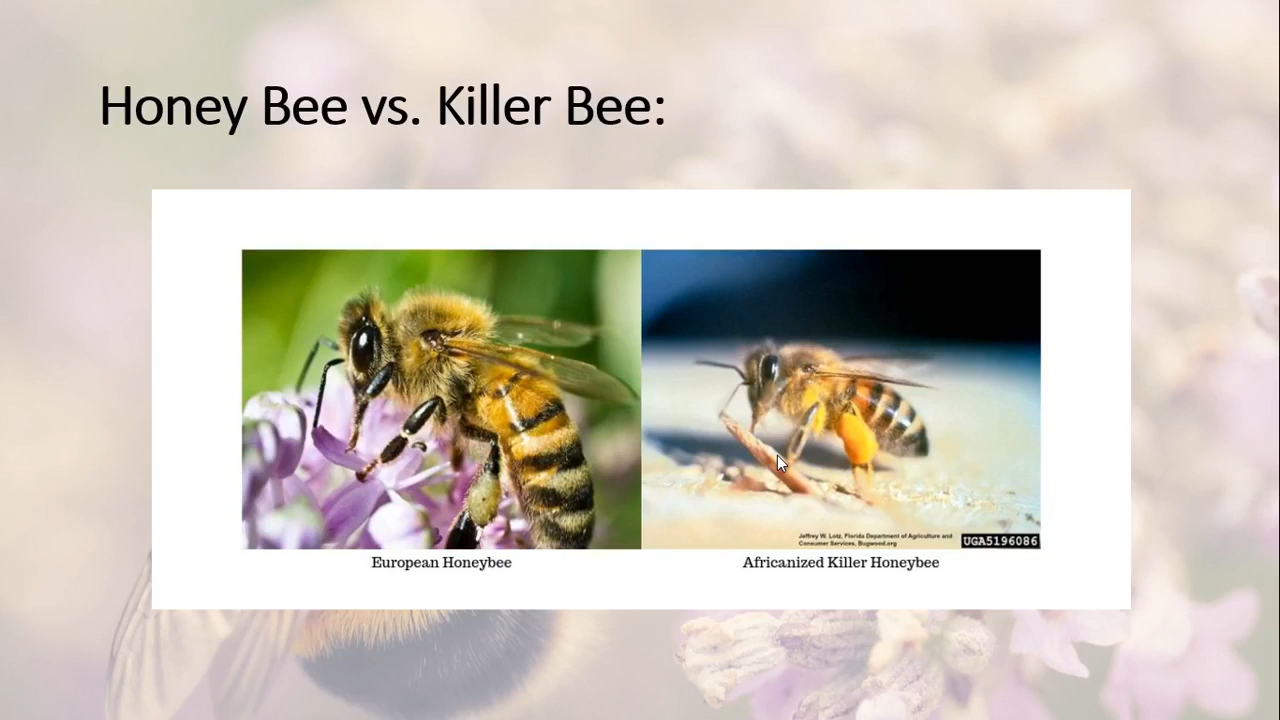 Honey Bee vs. Killer Bee:
Jeffrey W. Lotz, Florida Department of Agriculture and
Consumer Services, Bugwood.org
UGA5196086
European Honeybee
Africanized Killer Honeybee